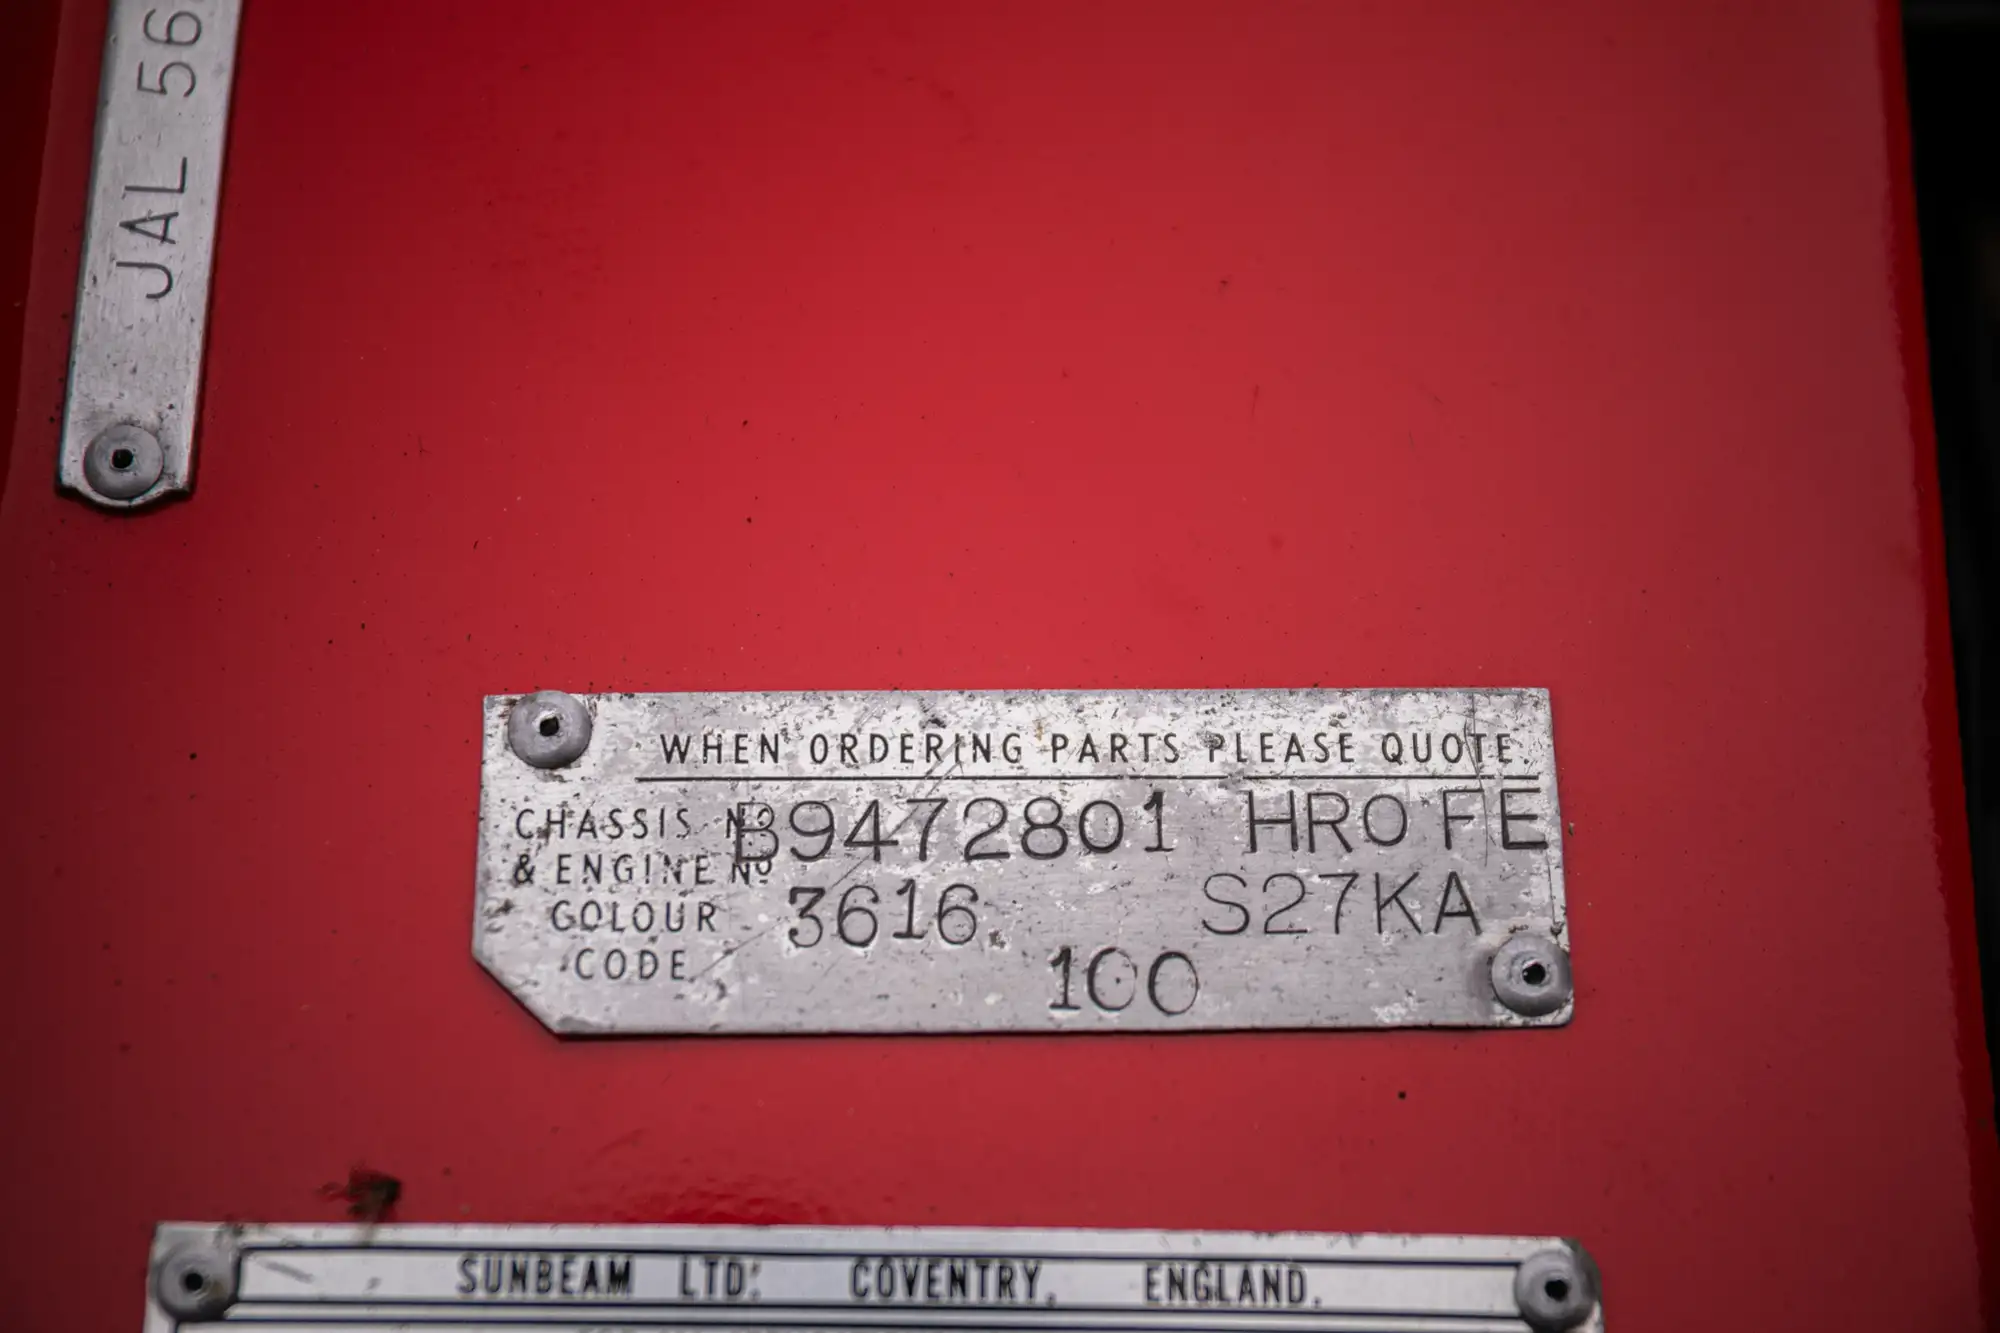 JAL 56
WHEN ORDERING PARTS PLEASE QUOTE.
CHASSIS Nº B9472801 HRO FE
& ENGINE Nº
COLOUR 3616 S27KA
CODE 100
SUNBEAM LTD. COVENTRY, ENGLAND.